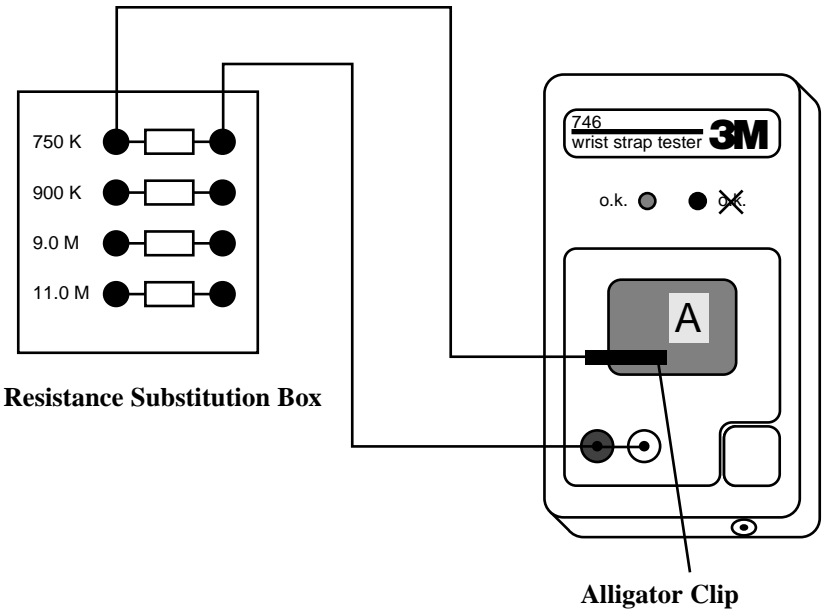 746
wrist strap tester 3M
750 K
o.k. o.k.
900 K
9.0 M
11.0 M
A
Resistance Substitution Box
Alligator Clip